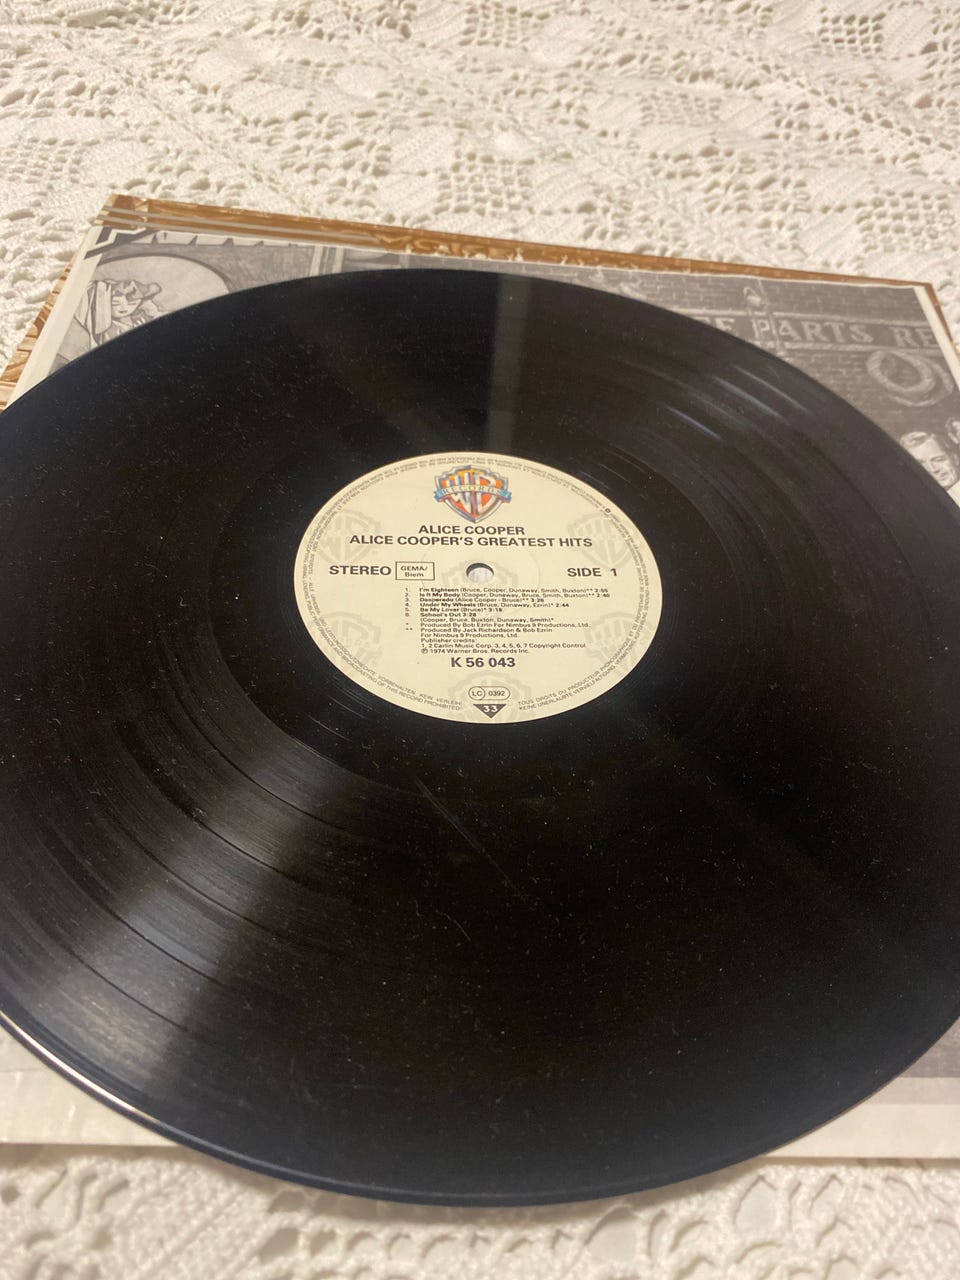 PARTS RE
RECORDS
ALICE COOPER
ALICE COOPER'S GREATEST HITS
STEREO GEMA/ Biem SIDE 1
1. I'm Eighteen (Bruce, Cooper, Dunaway, Smith, Buxton)** 2:55
2. Is It My Body (Cooper, Dunaway, Bruce, Smith, Buxton)** 2:40
3. Desperado (Alice Cooper - Bruce)** 3:28
4. Under My Wheels (Bruce, Dunaway, Ezrin)* 2:44
5. Be My Lover (Bruce)* 3:18
6. School's Out 3:28
(Cooper, Bruce, Buxton, Dunaway, Smith)*
* Produced By Bob Ezrin For Nimbus 9 Productions, Ltd.
** Produced By Jack Richardson & Bob Ezrin
For Nimbus 9 Productions, Ltd.
Publisher credits:
1, 2 Carlin Music Corp. 3, 4, 5, 6, 7 Copyright Control.
℗ 1974 Warner Bros. Records Inc.
K 56 043
LC 0392
33